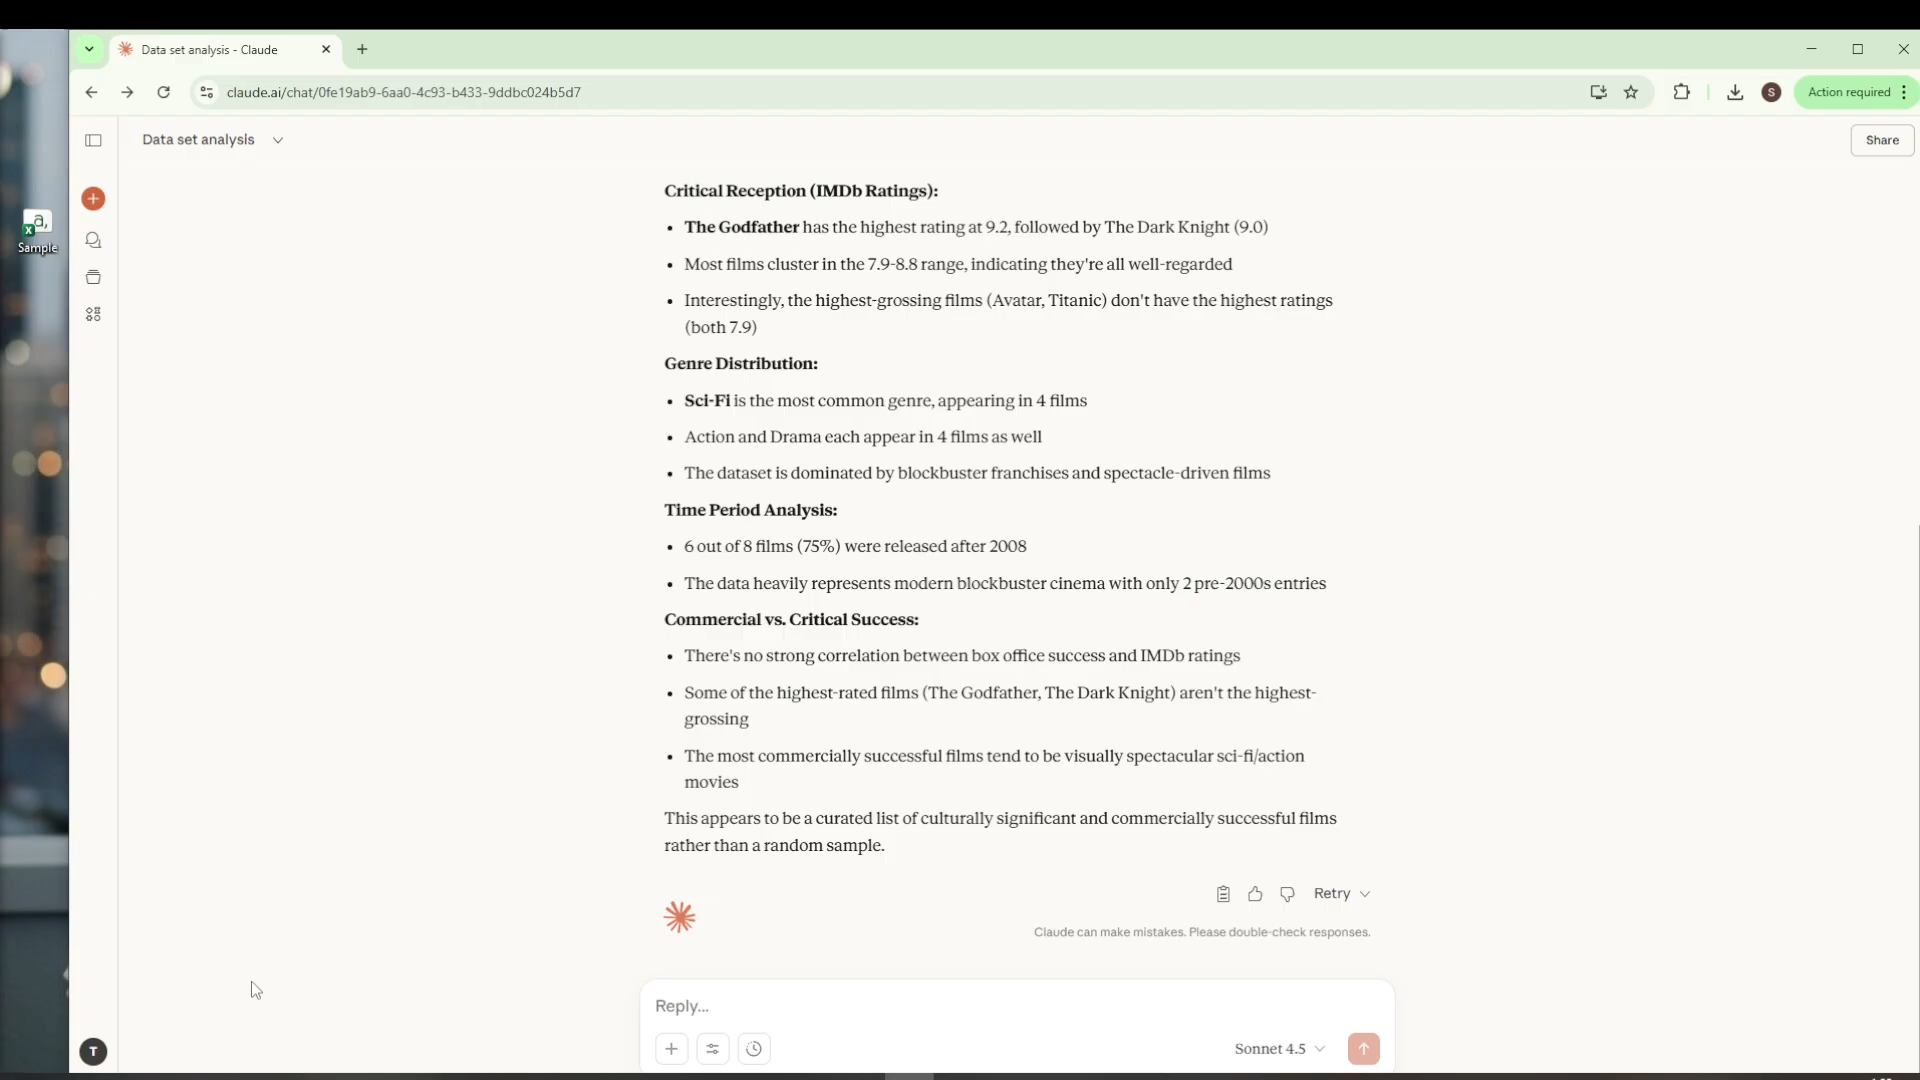 Data set analysis - Claude
claude.ai/chat/0fe19ab9-6aa0-4c93-b433-9ddbc024b5d7
S
Action required
Data set analysis
Share
Sample
Critical Reception (IMDb Ratings):
The Godfather has the highest rating at 9.2, followed by The Dark Knight (9.0)
Most films cluster in the 7.9-8.8 range, indicating they're all well-regarded
Interestingly, the highest-grossing films (Avatar, Titanic) don't have the highest ratings
(both 7.9)
Genre Distribution:
Sci-Fi is the most common genre, appearing in 4 films
Action and Drama each appear in 4 films as well
The dataset is dominated by blockbuster franchises and spectacle-driven films
Time Period Analysis:
6 out of 8 films (75%) were released after 2008
The data heavily represents modern blockbuster cinema with only 2 pre-2000s entries
Commercial vs. Critical Success:
There's no strong correlation between box office success and IMDb ratings
Some of the highest-rated films (The Godfather, The Dark Knight) aren't the highest-
grossing
The most commercially successful films tend to be visually spectacular sci-fi/action
movies
This appears to be a curated list of culturally significant and commercially successful films
rather than a random sample.
Retry
Claude can make mistakes. Please double-check responses.
Reply...
Sonnet 4.5
T